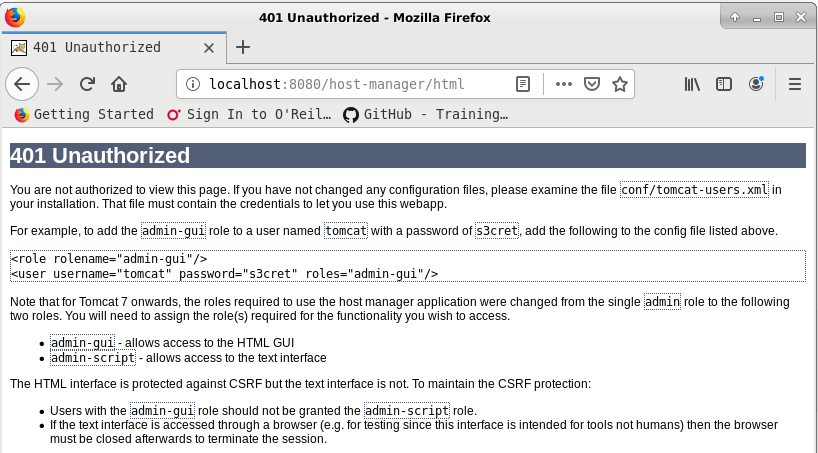 401 Unauthorized - Mozilla Firefox
401 Unauthorized
localhost:8080/host-manager/html
Getting Started Sign In to O'Reil… GitHub - Training…
401 Unauthorized
You are not authorized to view this page. If you have not changed any configuration files, please examine the file conf/tomcat-users.xml in
your installation. That file must contain the credentials to let you use this webapp.
For example, to add the admin-gui role to a user named tomcat with a password of s3cret, add the following to the config file listed above.
<role rolename="admin-gui"/>
<user username="tomcat" password="s3cret" roles="admin-gui"/>
Note that for Tomcat 7 onwards, the roles required to use the host manager application were changed from the single admin role to the following
two roles. You will need to assign the role(s) required for the functionality you wish to access.
• admin-gui - allows access to the HTML GUI
• admin-script - allows access to the text interface
The HTML interface is protected against CSRF but the text interface is not. To maintain the CSRF protection:
• Users with the admin-gui role should not be granted the admin-script role.
• If the text interface is accessed through a browser (e.g. for testing since this interface is intended for tools not humans) then the browser
must be closed afterwards to terminate the session.